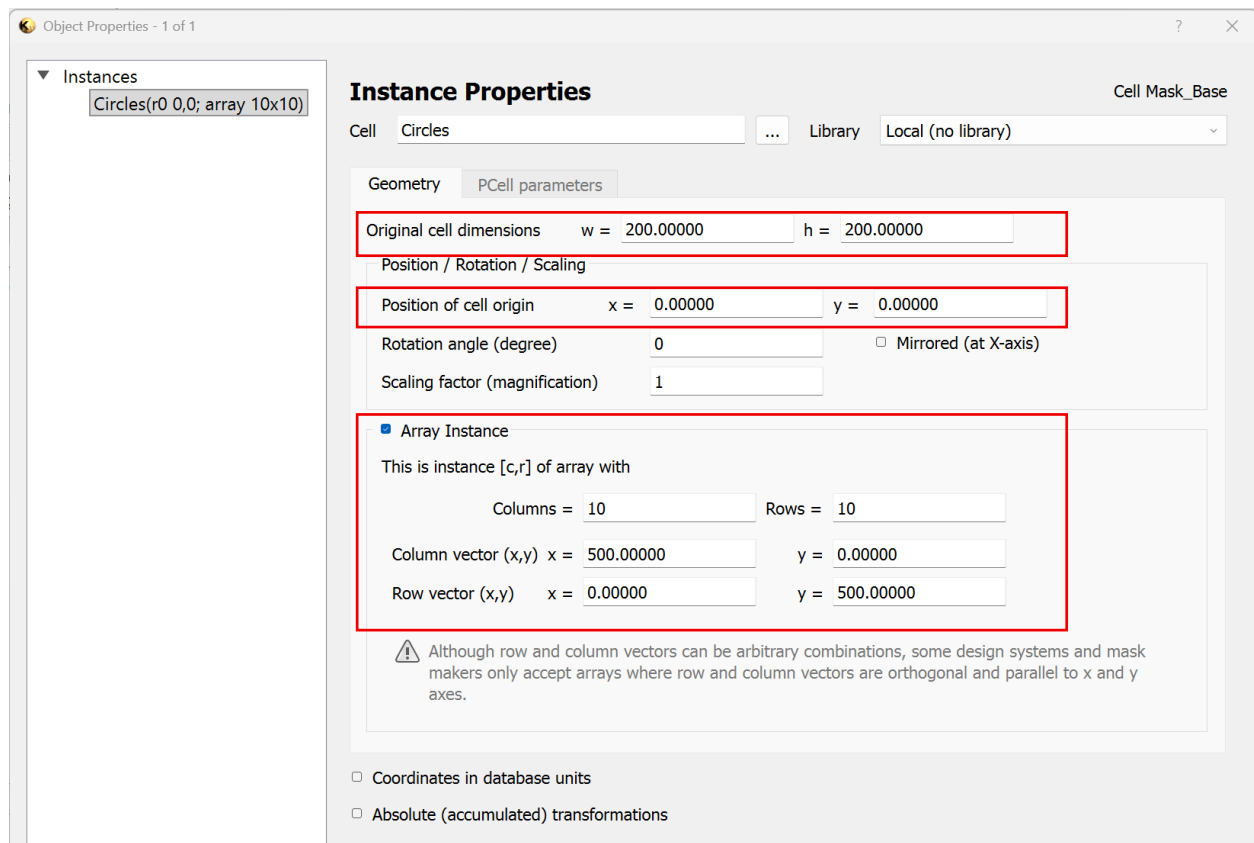 Object Properties - 1 of 1 ?
Instances
Circles(r0 0,0; array 10x10)
Instance Properties Cell Mask_Base
Cell Circles ... Library Local (no library)
Geometry PCell parameters
Original cell dimensions w = 200.00000 h = 200.00000
Position / Rotation / Scaling
Position of cell origin x = 0.00000 y = 0.00000
Rotation angle (degree) 0 Mirrored (at X-axis)
Scaling factor (magnification) 1
Array Instance
This is instance [c,r] of array with
Columns = 10 Rows = 10
Column vector (x,y) x = 500.00000 y = 0.00000
Row vector (x,y) x = 0.00000 y = 500.00000
Although row and column vectors can be arbitrary combinations, some design systems and mask
makers only accept arrays where row and column vectors are orthogonal and parallel to x and y
axes.
Coordinates in database units
Absolute (accumulated) transformations